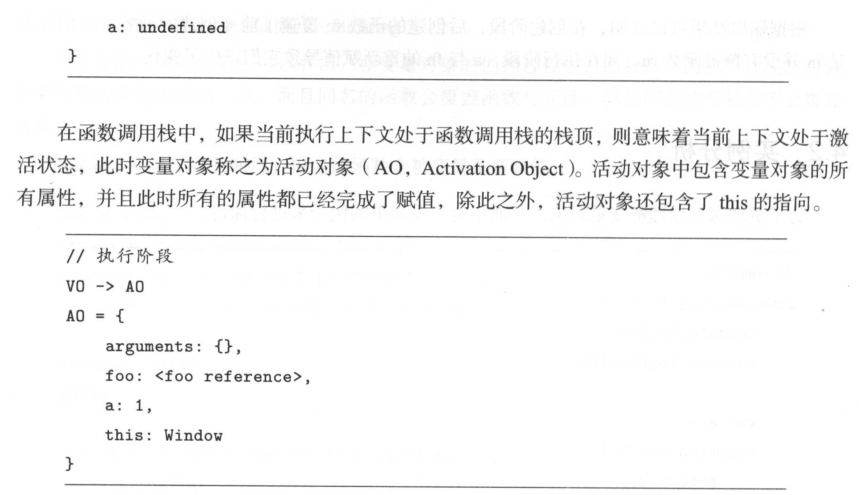 a: undefined
}
在函数调用栈中，如果当前执行上下文处于函数调用栈的栈顶，则意味着当前上下文处于激
活状态，此时变量对象称之为活动对象（AO，Activation Object）。活动对象中包含变量对象的所
有属性，并且此时所有的属性都已经完成了赋值，除此之外，活动对象还包含了 this 的指向。
// 执行阶段
VO -> AO
AO = {
arguments: {},
foo: <foo reference>,
a: 1,
this: Window
}